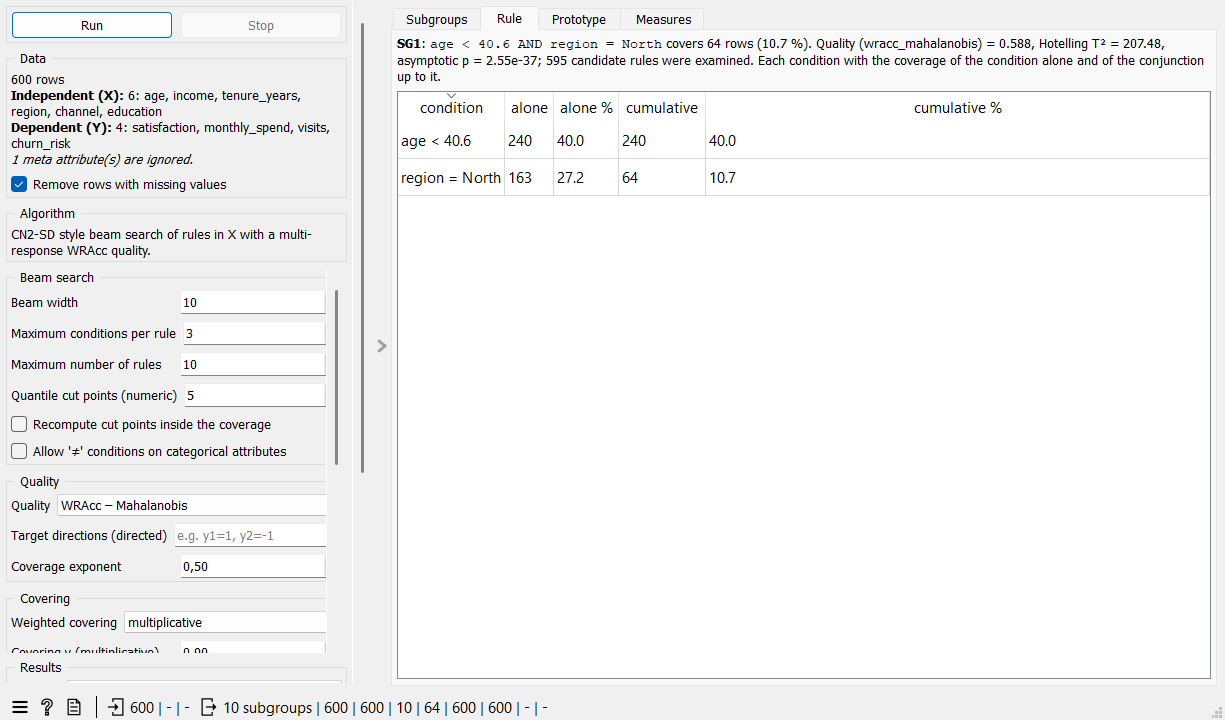 Run
Stop
Data
600 rows
Independent (X): 6: age, income, tenure_years,
region, channel, education
Dependent (Y): 4: satisfaction, monthly_spend, visits,
churn_risk
1 meta attribute(s) are ignored.
Remove rows with missing values
Algorithm
CN2-SD style beam search of rules in X with a multi-
response WRAcc quality.
Beam search
Beam width 10
Maximum conditions per rule 3
Maximum number of rules 10
Quantile cut points (numeric) 5
Recompute cut points inside the coverage
Allow '≠' conditions on categorical attributes
Quality
Quality WRAcc – Mahalanobis
Target directions (directed) e.g. y1=1, y2=-1
Coverage exponent 0,50
Covering
Weighted covering multiplicative
Covering γ (multiplicative) 0,90
Results
Subgroups Rule Prototype Measures
SG1: age < 40.6 AND region = North covers 64 rows (10.7 %). Quality (wracc_mahalanobis) = 0.588, Hotelling T² = 207.48,
asymptotic p = 2.55e-37; 595 candidate rules were examined. Each condition with the coverage of the condition alone and of the conjunction
up to it.
condition alone alone % cumulative cumulative %
age < 40.6 240 40.0 240 40.0
region = North 163 27.2 64 10.7
600 | - | - 10 subgroups | 600 | 600 | 10 | 64 | 600 | 600 | - | -